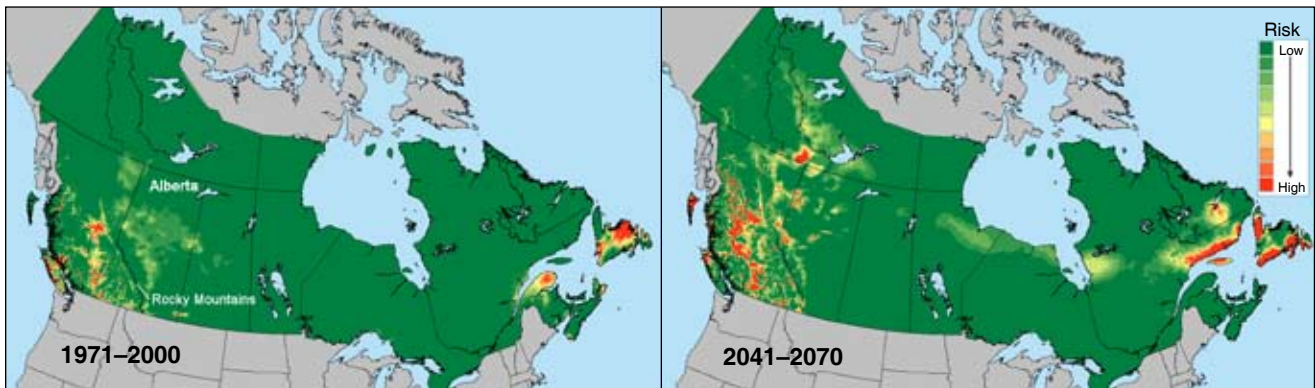 Alberta
Rocky Mountains
1971–2000
Risk
Low
High
2041–2070